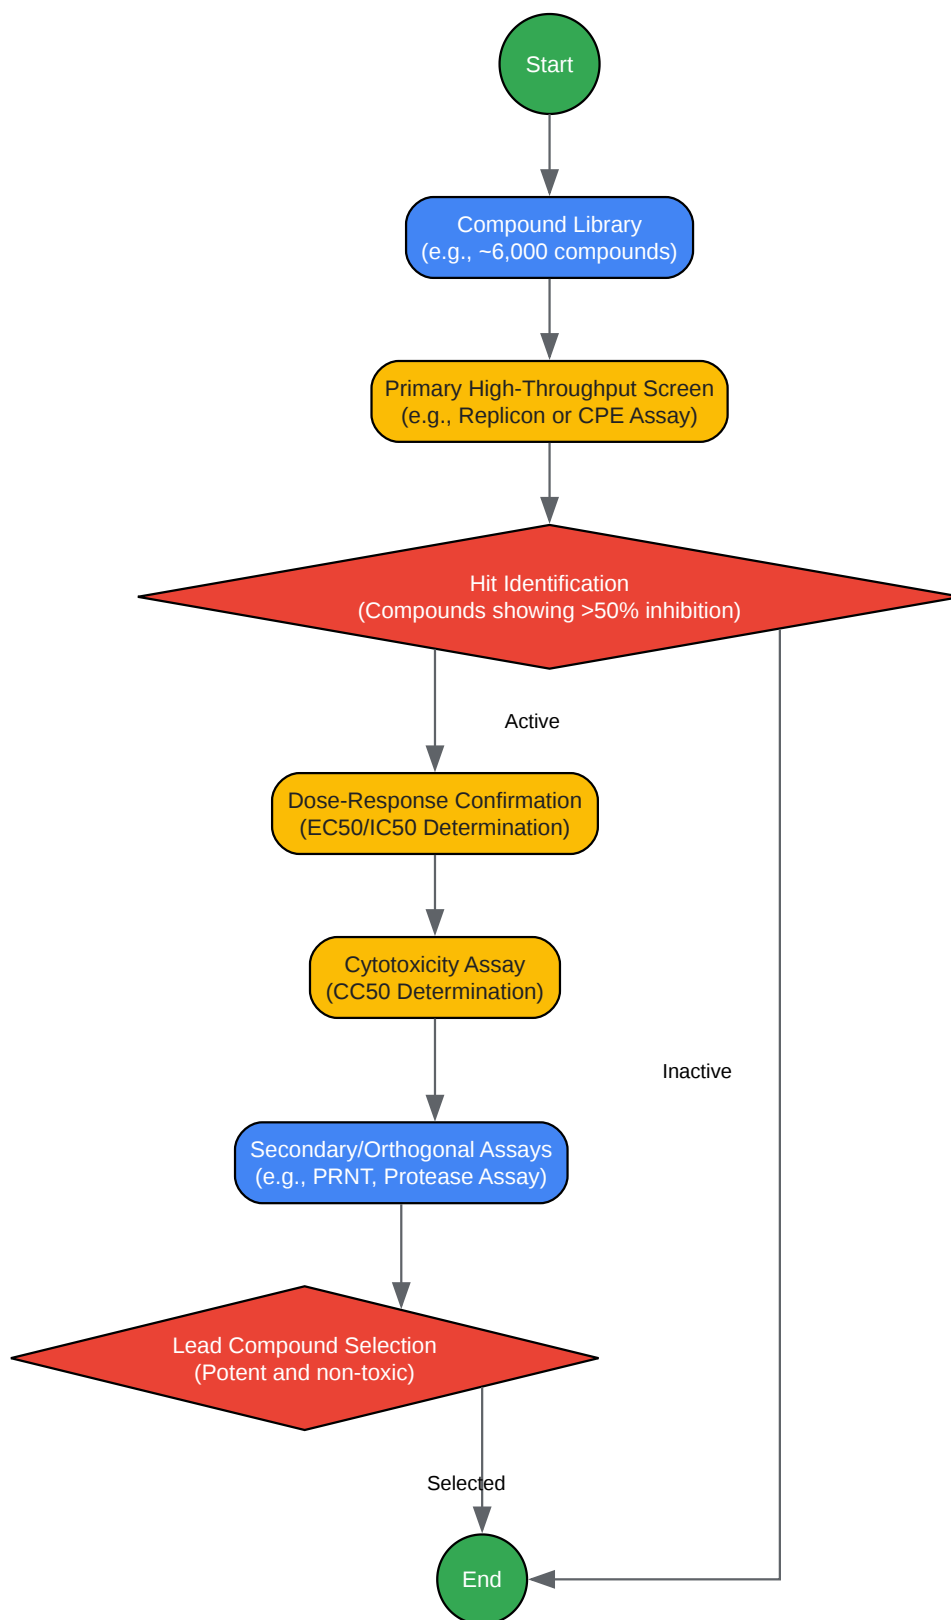 Start
Compound Library
(e.g., ~6,000 compounds)
Primary High-Throughput Screen
(e.g., Replicon or CPE Assay)
Hit Identification
(Compounds showing >50% inhibition)
Active
Dose-Response Confirmation
(EC50/IC50 Determination)
Cytotoxicity Assay
(CC50 Determination)
Inactive
Secondary/Orthogonal Assays
(e.g., PRNT, Protease Assay)
Lead Compound Selection
(Potent and non-toxic)
Selected
End